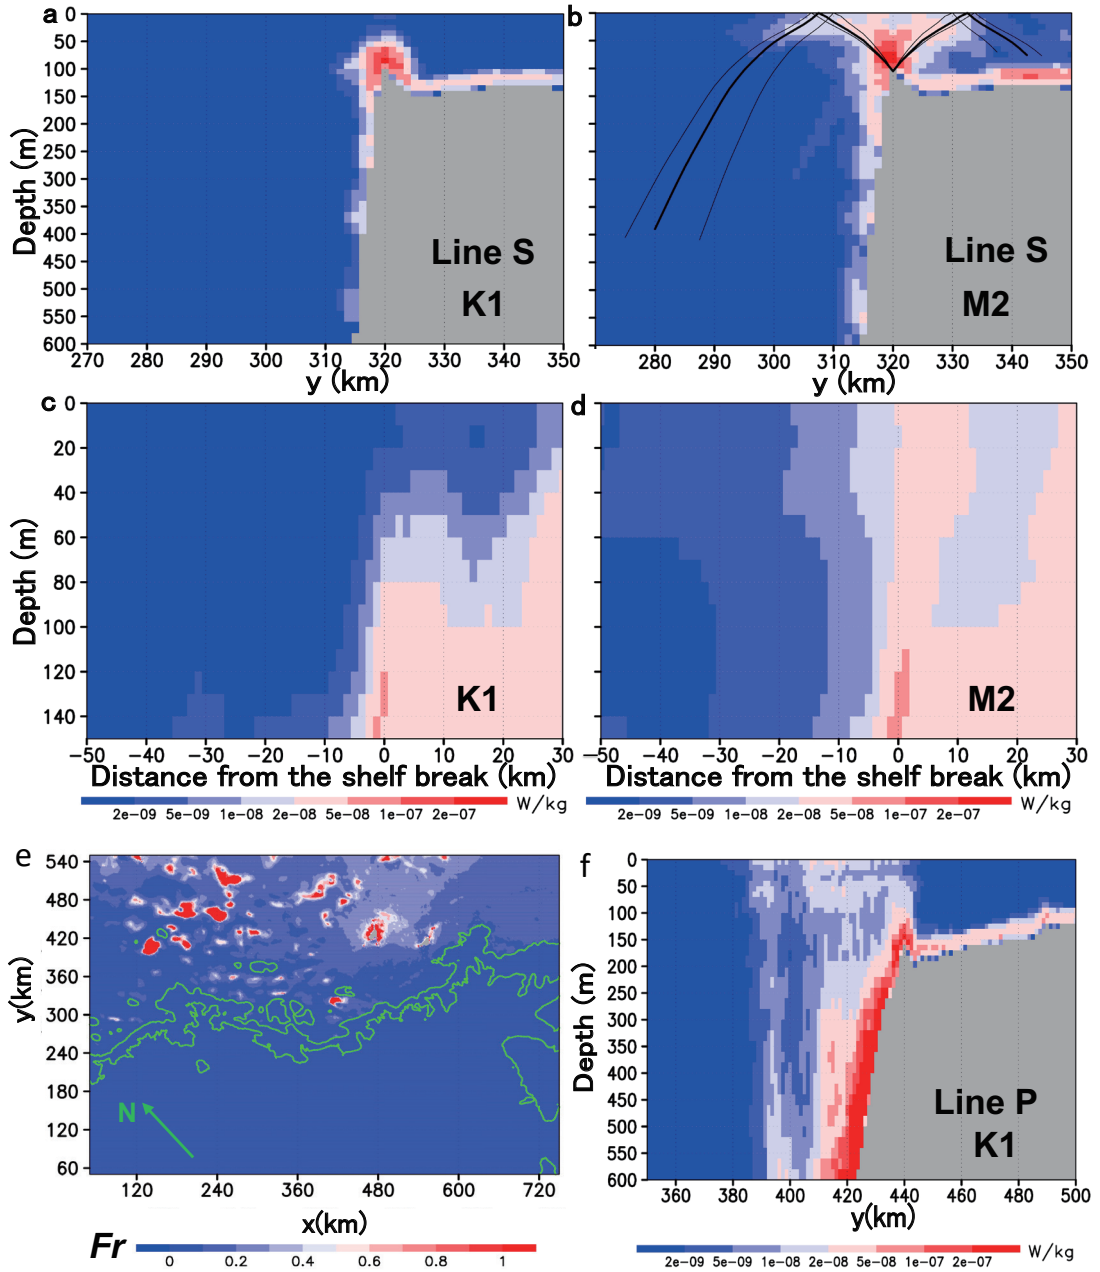 a
0
50
100
150
200
250
300
350
400
450
500
550
600
Depth (m)
Line S
K1
270 280 290 300 310 320 330 340 350
y (km)
b
Line S
M2
280 290 300 310 320 330 340 350
y (km)
c
0
20
40
60
80
100
120
140
Depth (m)
K1
−50 −40 −30 −20 −10 0 10 20 30
Distance from the shelf break (km)
2e−09 5e−09 1e−08 2e−08 5e−08 1e−07 2e−07 W/kg
d
M2
−50 −40 −30 −20 −10 0 10 20 30
Distance from the shelf break (km)
2e−09 5e−09 1e−08 2e−08 5e−08 1e−07 2e−07 W/kg
e
540
480
420
360
300
240
180
120
60
y(km)
N
120 240 360 480 600 720
x(km)
Fr
0 0.2 0.4 0.6 0.8 1
f
0
50
100
150
200
250
300
350
400
450
500
550
600
Depth (m)
Line P
K1
360 380 400 420 440 460 480 500
y(km)
2e−09 5e−09 1e−08 2e−08 5e−08 1e−07 2e−07 W/kg